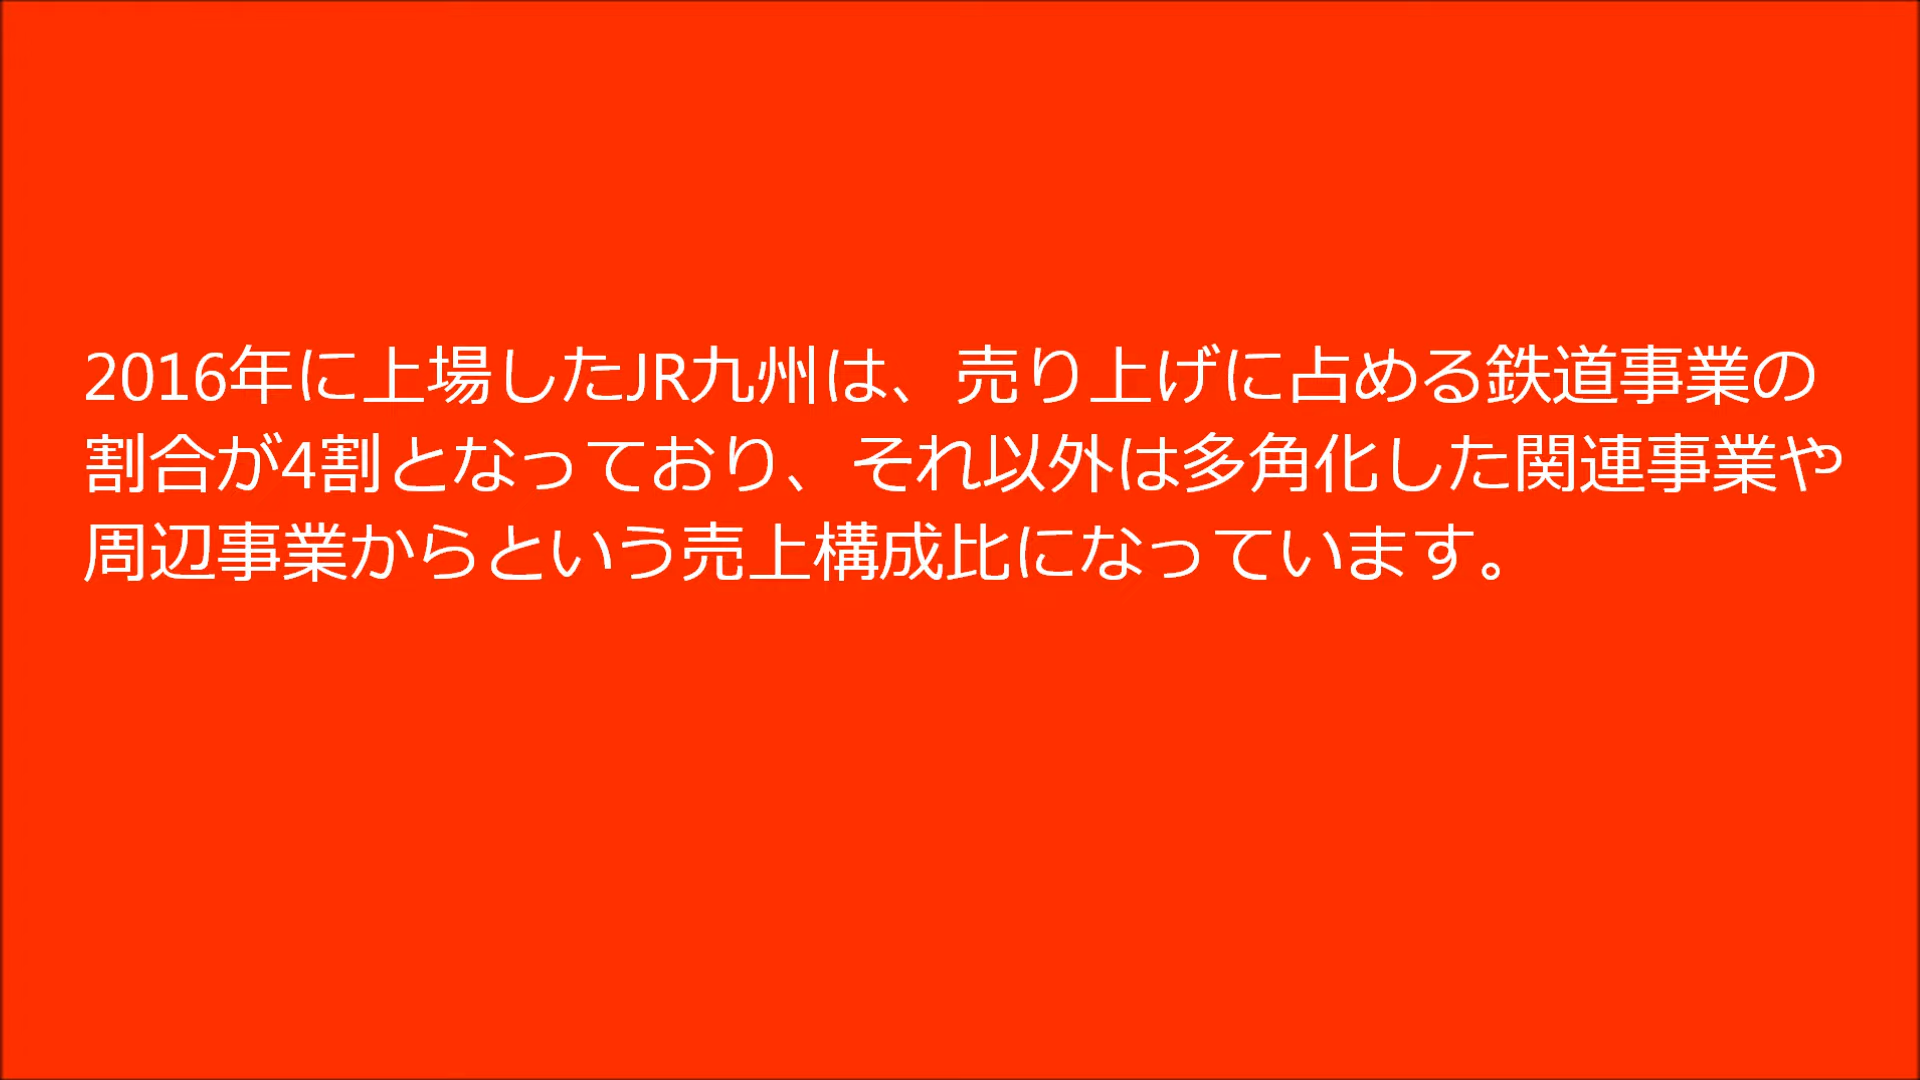 2016年に上場したJR九州は、売り上げに占める鉄道事業の
割合が4割となっており、それ以外は多角化した関連事業や
周辺事業からという売上構成比になっています。